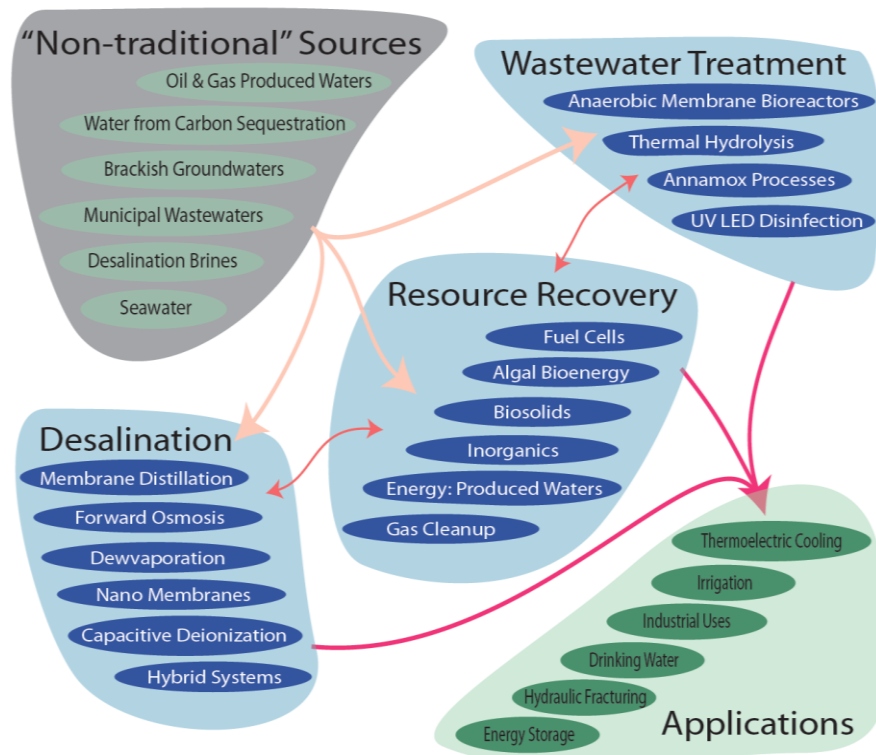 “Non-traditional” Sources
Oil & Gas Produced Waters
Water from Carbon Sequestration
Brackish Groundwaters
Municipal Wastewaters
Desalination Brines
Seawater
Wastewater Treatment
Anaerobic Membrane Bioreactors
Thermal Hydrolysis
Annamox Processes
UV LED Disinfection
Resource Recovery
Fuel Cells
Algal Bioenergy
Biosolids
Inorganics
Energy: Produced Waters
Gas Cleanup
Desalination
Membrane Distillation
Forward Osmosis
Dewvaporation
Nano Membranes
Capacitive Deionization
Hybrid Systems
Thermoelectric Cooling
Irrigation
Industrial Uses
Drinking Water
Hydraulic Fracturing
Energy Storage
Applications